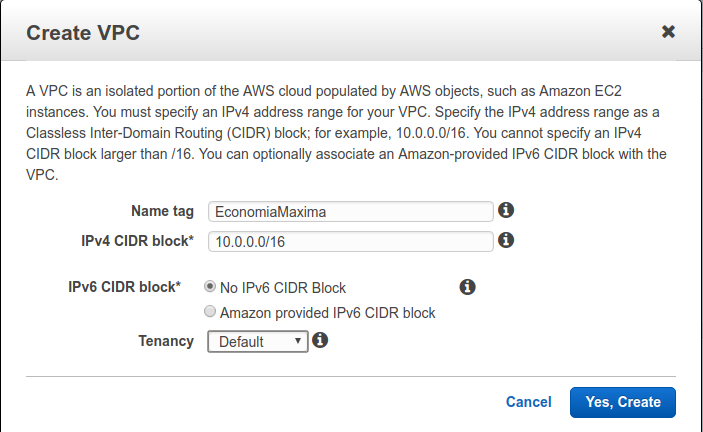 Create VPC
A VPC is an isolated portion of the AWS cloud populated by AWS objects, such as Amazon EC2
instances. You must specify an IPv4 address range for your VPC. Specify the IPv4 address range as a
Classless Inter-Domain Routing (CIDR) block; for example, 10.0.0.0/16. You cannot specify an IPv4
CIDR block larger than /16. You can optionally associate an Amazon-provided IPv6 CIDR block with the
VPC.
Name tag EconomiaMaxima
IPv4 CIDR block* 10.0.0.0/16
IPv6 CIDR block* No IPv6 CIDR Block
Amazon provided IPv6 CIDR block
Tenancy Default
Cancel Yes, Create